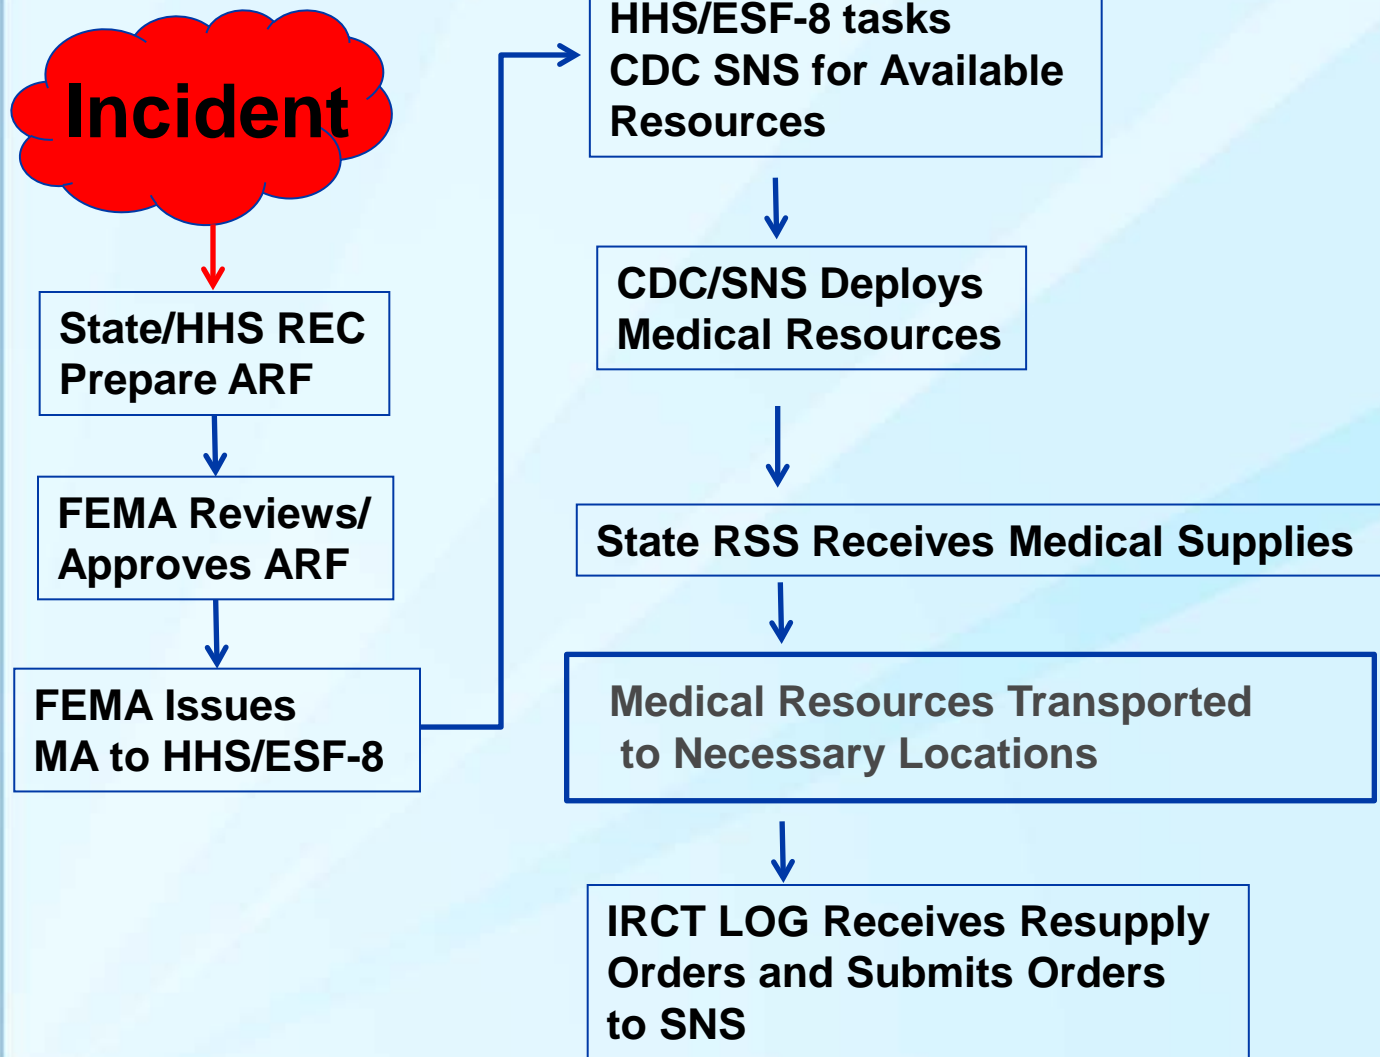 Incident
State/HHS REC
Prepare ARF
FEMA Reviews/
Approves ARF
FEMA Issues
MA to HHS/ESF-8
HHS/ESF-8 tasks
CDC SNS for Available
Resources
CDC/SNS Deploys
Medical Resources
State RSS Receives Medical Supplies
Medical Resources Transported
to Necessary Locations
IRCT LOG Receives Resupply
Orders and Submits Orders
to SNS